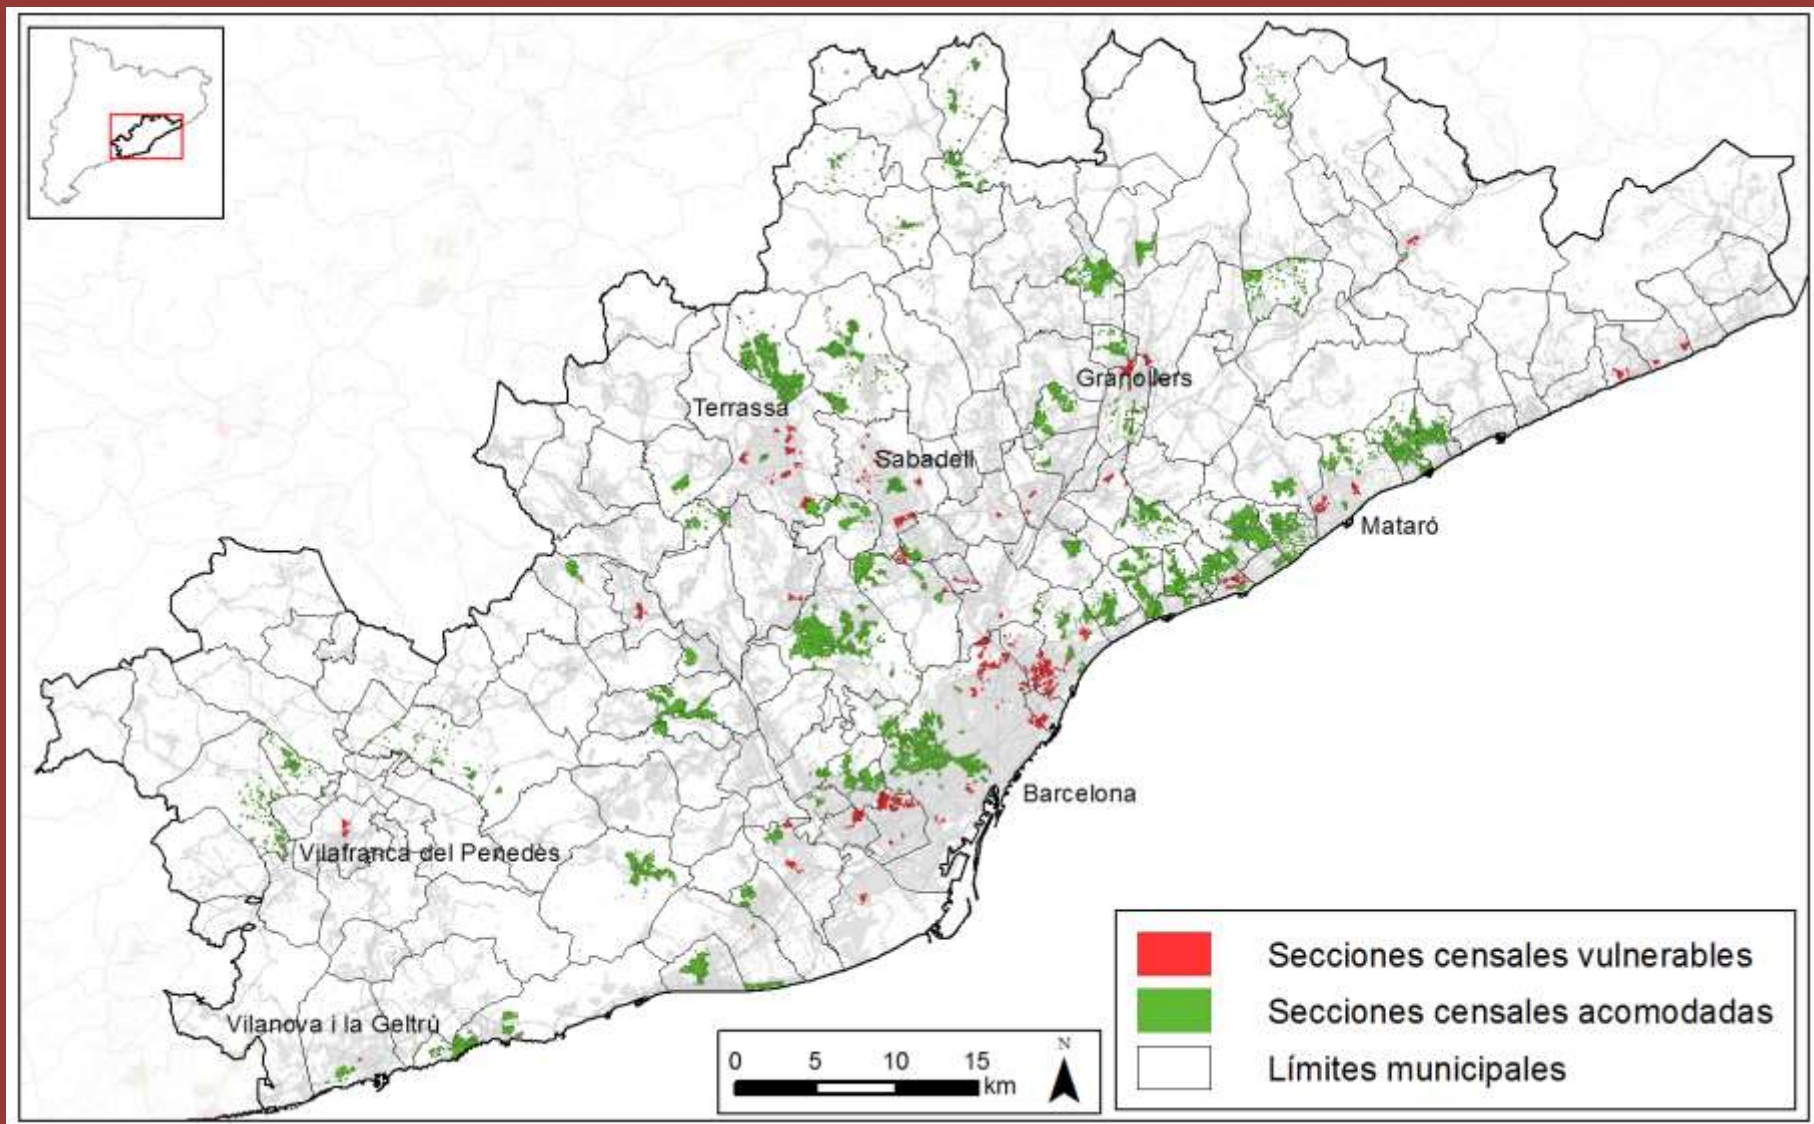 Terrassa
Granollers
Sabadell
Mataró
Barcelona
Vilafranca del Penedès
Vilanova i la Geltrú
0 5 10 15
km
N
Secciones censales vulnerables
Secciones censales acomodadas
Límites municipales